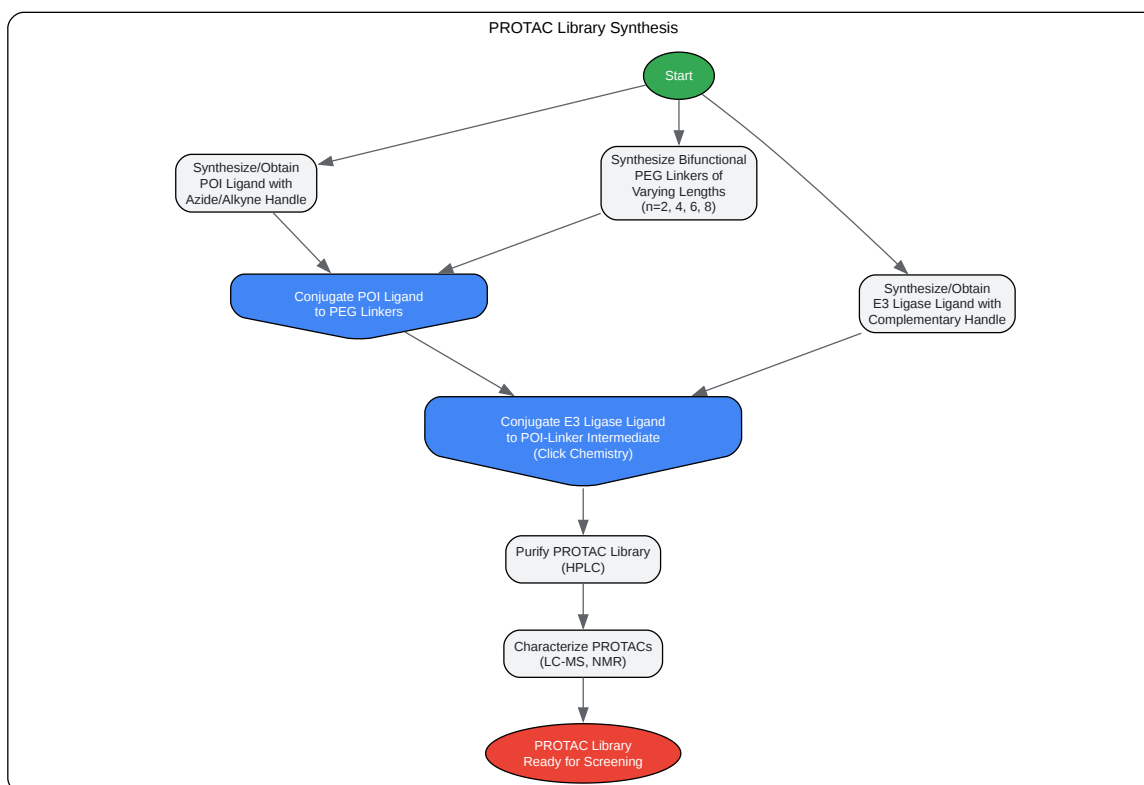 PROTAC Library Synthesis
Start
Synthesize/Obtain
POI Ligand with
Azide/Alkyne Handle
Synthesize Bifunctional
PEG Linkers of
Varying Lengths
(n=2, 4, 6, 8)
Conjugate POI Ligand
to PEG Linkers
Synthesize/Obtain
E3 Ligase Ligand with
Complementary Handle
Conjugate E3 Ligase Ligand
to POI-Linker Intermediate
(Click Chemistry)
Purify PROTAC Library
(HPLC)
Characterize PROTACs
(LC-MS, NMR)
PROTAC Library
Ready for Screening